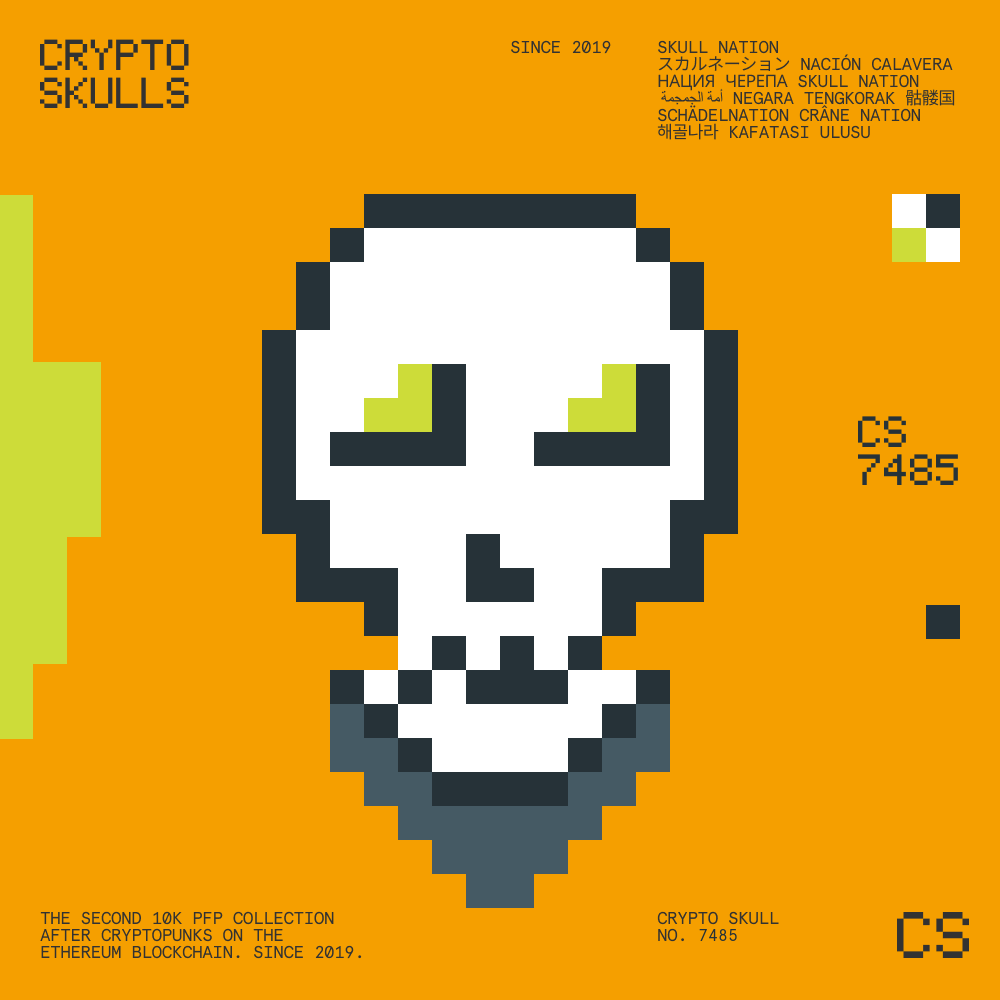 CRYPTO
SKULLS
SINCE 2019
SKULL NATION
スカルネーション NACIÓN CALAVERA
НАЦИЯ ЧЕРЕПА SKULL NATION
أمة الجمجمة NEGARA TENGKORAK 骷髅国
SCHÄDELNATION CRÂNE NATION
해골나라 KAFATASI ULUSU
CS
7485
THE SECOND 10K PFP COLLECTION
AFTER CRYPTOPUNKS ON THE
ETHEREUM BLOCKCHAIN. SINCE 2019.
CRYPTO SKULL
NO. 7485
CS